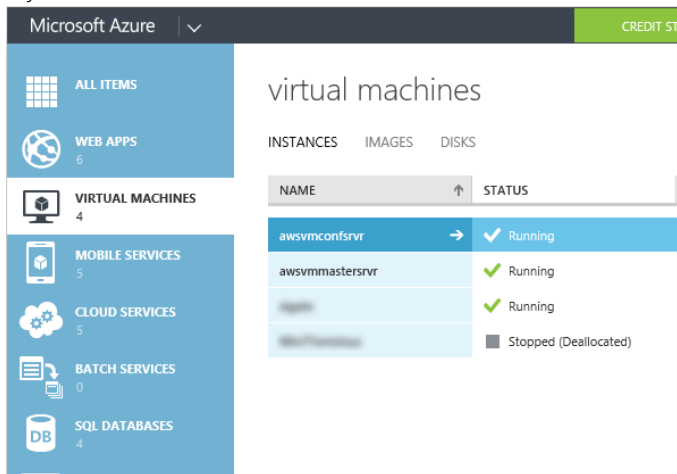 Microsoft Azure
CREDIT ST
ALL ITEMS
WEB APPS
6
VIRTUAL MACHINES
4
MOBILE SERVICES
5
CLOUD SERVICES
5
BATCH SERVICES
0
SQL DATABASES
4
DB
virtual machines
INSTANCES IMAGES DISKS
NAME STATUS
awsvmconfsrvr Running
awsvmmastersrvr Running
Running
Stopped (Deallocated)